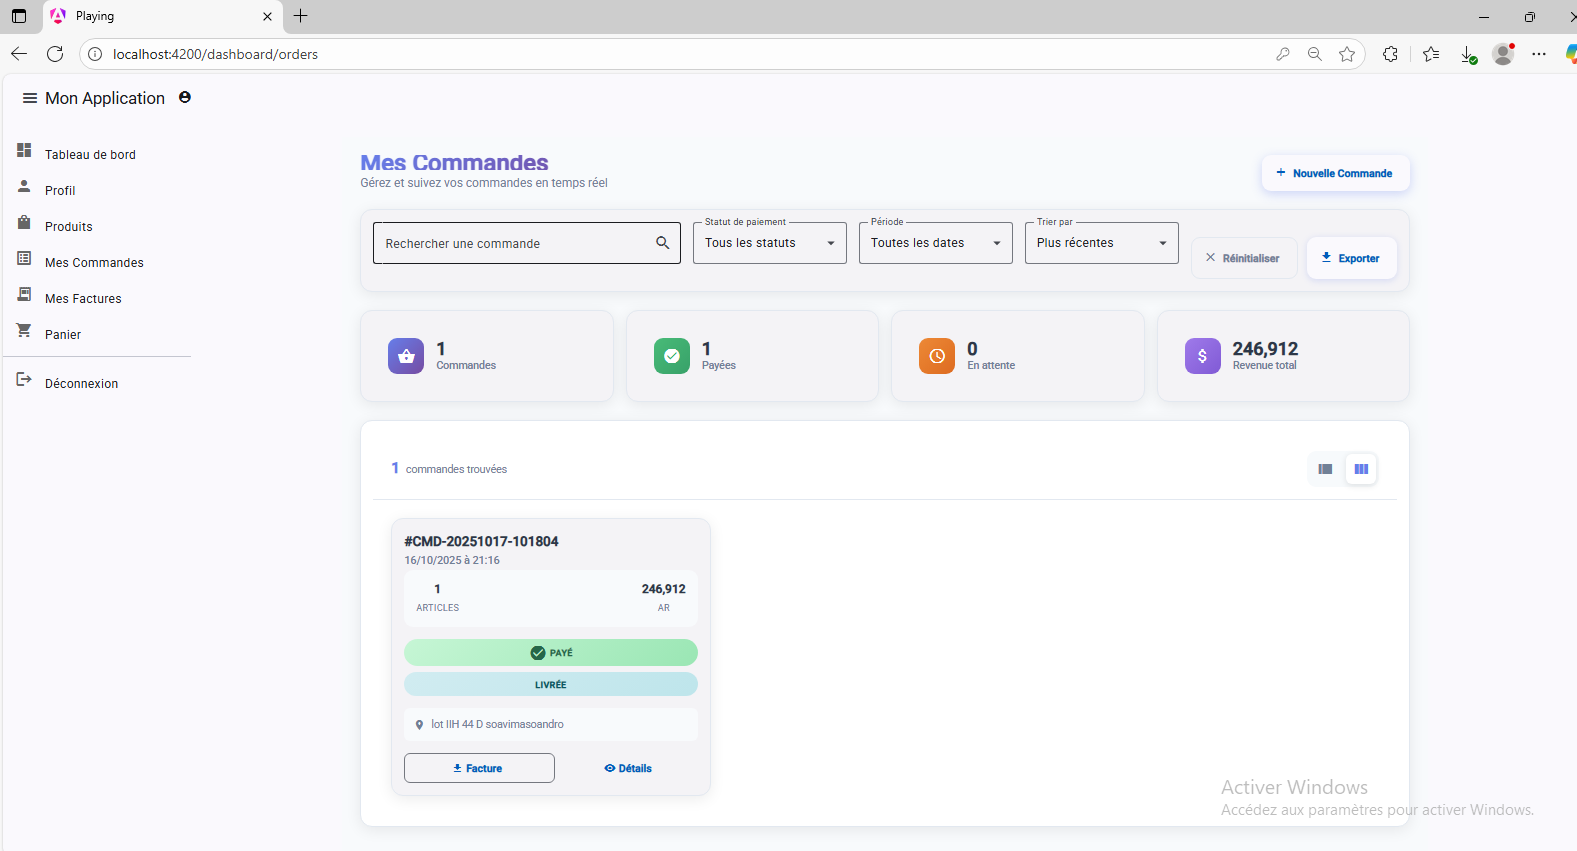 Playing
localhost:4200/dashboard/orders
Mon Application
Tableau de bord
Profil
Produits
Mes Commandes
Mes Factures
Panier
Déconnexion
Mes Commandes
Gérez et suivez vos commandes en temps réel
+ Nouvelle Commande
Rechercher une commande
Statut de paiement
Tous les statuts
Période
Toutes les dates
Trier par
Plus récentes
Réinitialiser
Exporter
1
Commandes
1
Payées
0
En attente
$
246,912
Revenue total
1 commandes trouvées
#CMD-20251017-101804
16/10/2025 à 21:16
1
ARTICLES
246,912
AR
PAYÉ
LIVRÉE
lot IIH 44 D soavimasoandro
Facture
Détails
Activer Windows
Accédez aux paramètres pour activer Windows.